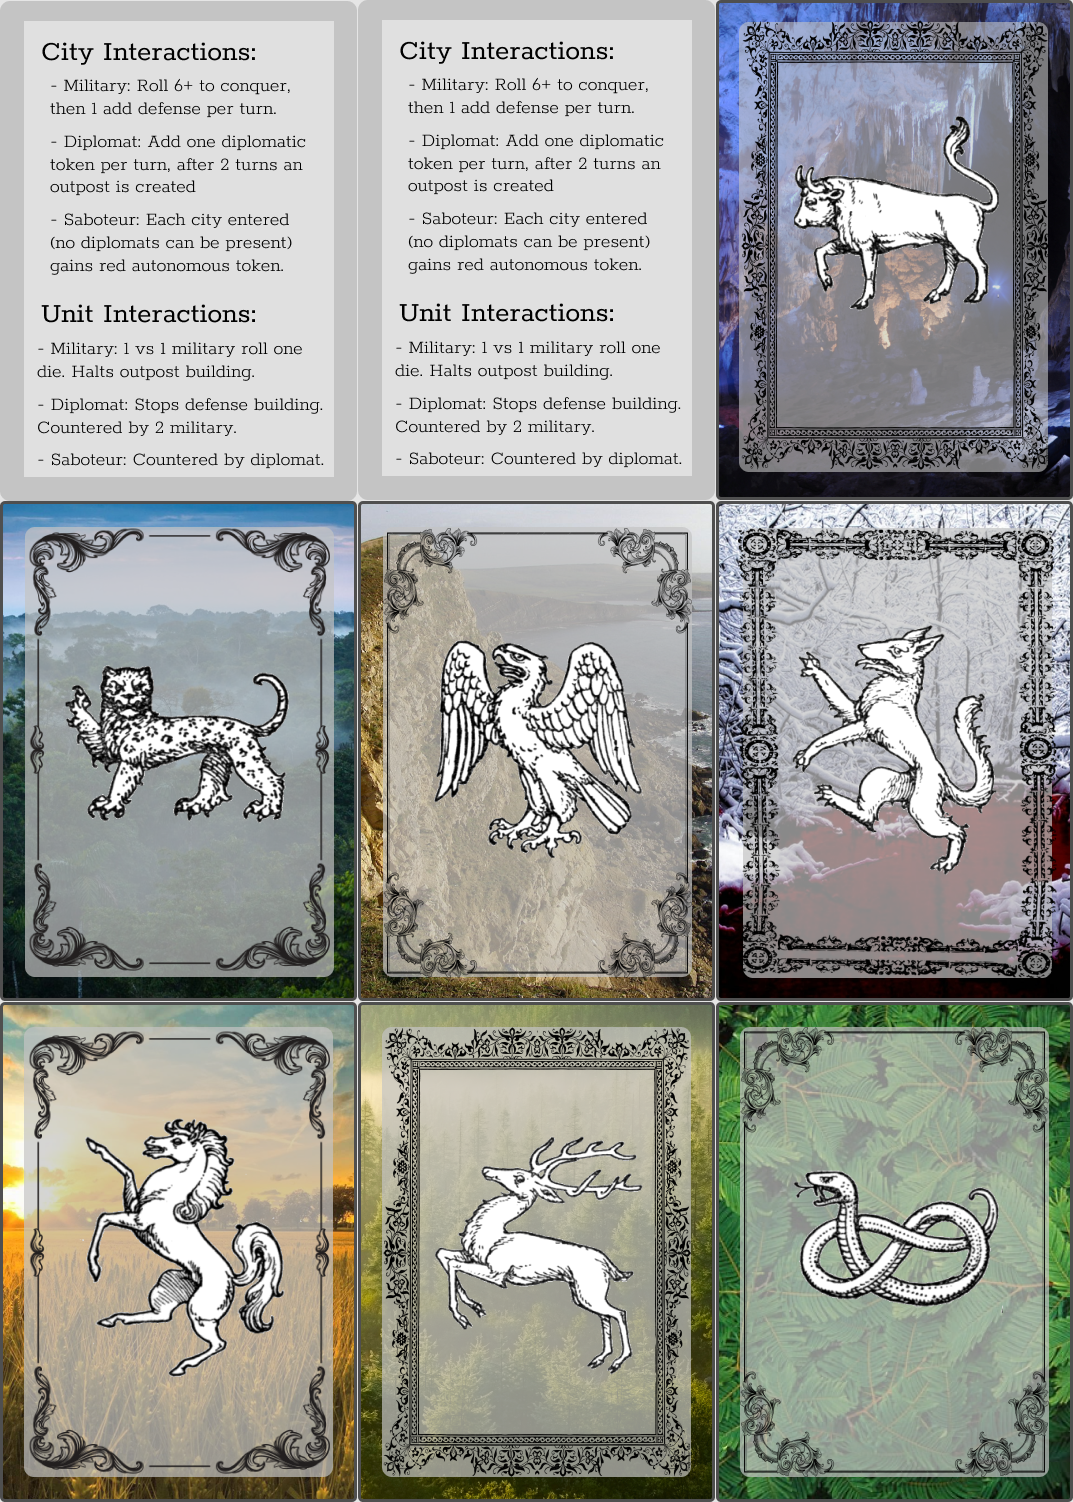 City Interactions:
- Military: Roll 6+ to conquer,
then 1 add defense per turn.
- Diplomat: Add one diplomatic
token per turn, after 2 turns an
outpost is created
- Saboteur: Each city entered
(no diplomats can be present)
gains red autonomous token.
Unit Interactions:
- Military: 1 vs 1 military roll one
die. Halts outpost building.
- Diplomat: Stops defense building.
Countered by 2 military.
- Saboteur: Countered by diplomat.
City Interactions:
- Military: Roll 6+ to conquer,
then 1 add defense per turn.
- Diplomat: Add one diplomatic
token per turn, after 2 turns an
outpost is created
- Saboteur: Each city entered
(no diplomats can be present)
gains red autonomous token.
Unit Interactions:
- Military: 1 vs 1 military roll one
die. Halts outpost building.
- Diplomat: Stops defense building.
Countered by 2 military.
- Saboteur: Countered by diplomat.